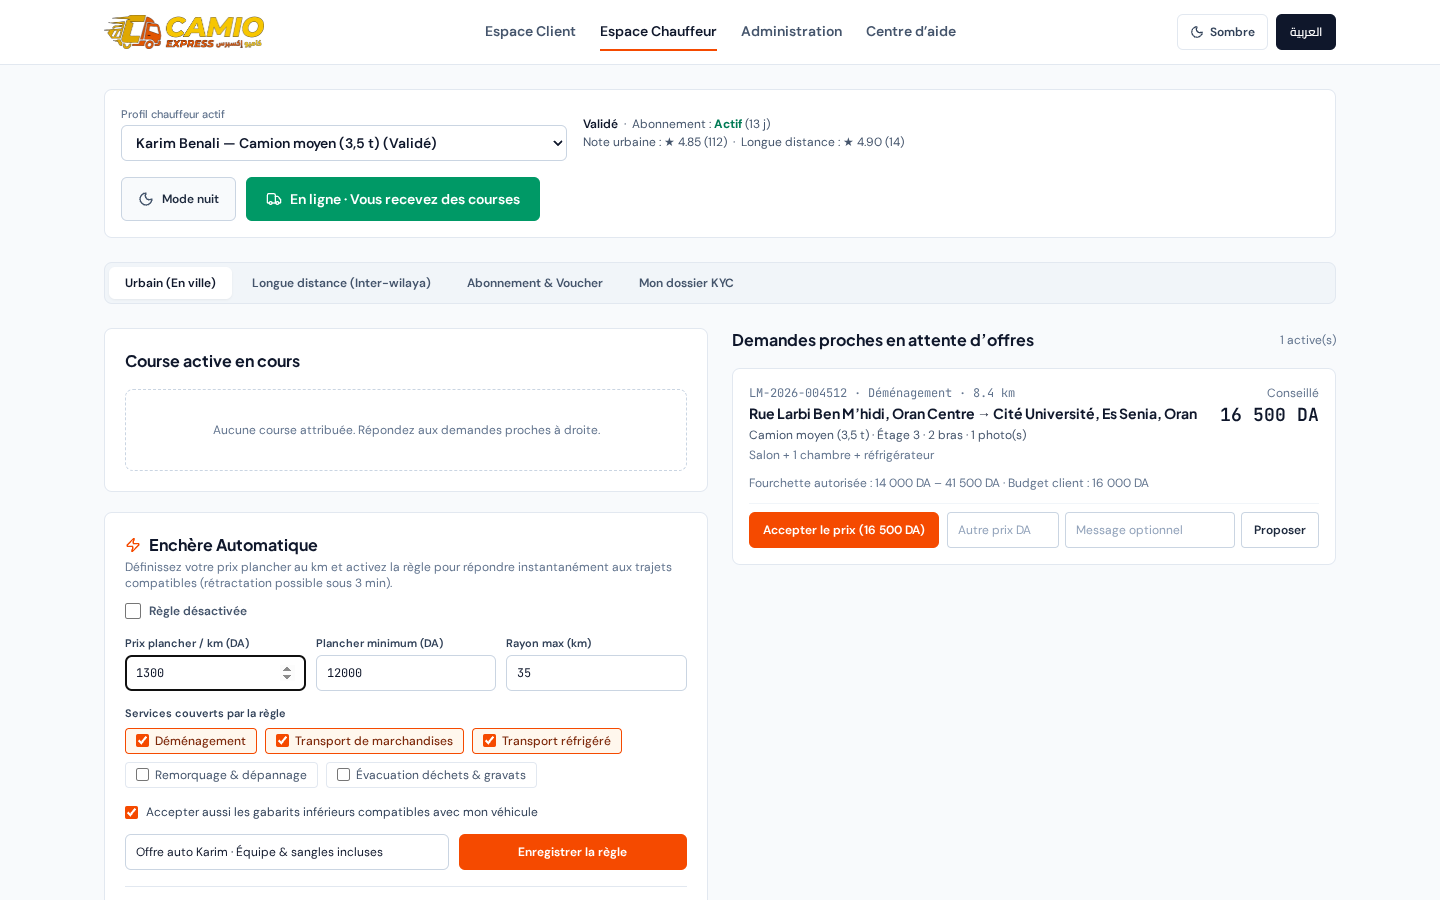 CAMIO
EXPRESS كاميو إكسبرس
Espace Client
Espace Chauffeur
Administration
Centre d’aide
Sombre
العربية
Profil chauffeur actif
Karim Benali — Camion moyen (3,5 t) (Validé)
Validé · Abonnement : Actif (13 j)
Note urbaine : ★ 4.85 (112) · Longue distance : ★ 4.90 (14)
Mode nuit
En ligne · Vous recevez des courses
Urbain (En ville)
Longue distance (Inter-wilaya)
Abonnement & Voucher
Mon dossier KYC
Course active en cours
Aucune course attribuée. Répondez aux demandes proches à droite.
Enchère Automatique
Définissez votre prix plancher au km et activez la règle pour répondre instantanément aux trajets
compatibles (rétractation possible sous 3 min).
Règle désactivée
Prix plancher / km (DA)
Plancher minimum (DA)
Rayon max (km)
1300
12000
35
Services couverts par la règle
Déménagement
Transport de marchandises
Transport réfrigéré
Remorquage & dépannage
Évacuation déchets & gravats
Accepter aussi les gabarits inférieurs compatibles avec mon véhicule
Offre auto Karim · Équipe & sangles incluses
Enregistrer la règle
Demandes proches en attente d’offres
1 active(s)
LM-2026-004512 · Déménagement · 8.4 km
Conseillé
Rue Larbi Ben M’hidi, Oran Centre → Cité Université, Es Senia, Oran
16 500 DA
Camion moyen (3,5 t) · Étage 3 · 2 bras · 1 photo(s)
Salon + 1 chambre + réfrigérateur
Fourchette autorisée : 14 000 DA – 41 500 DA · Budget client : 16 000 DA
Accepter le prix (16 500 DA)
Autre prix DA
Message optionnel
Proposer